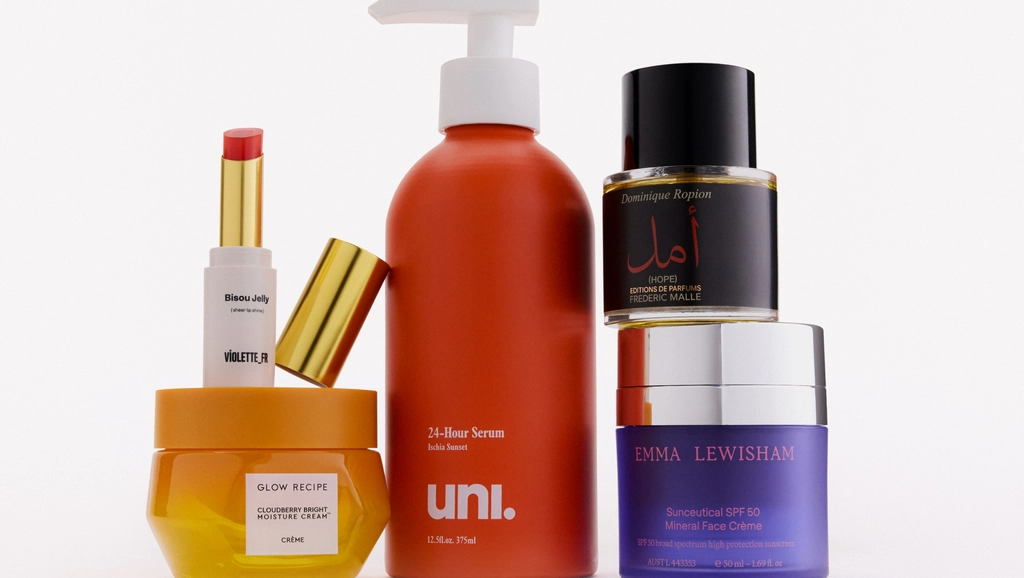 Bisou Jelly
(sheer lip shine)
VIOLETTE_FR
GLOW RECIPE
CLOUDBERRY BRIGHT
MOISTURE CREAM™
CRÈME
24-Hour Serum
Ischia Sunset
uni.
12.5fl.oz. 375ml
Dominique Ropion
أمل
(HOPE)
EDITIONS DE PARFUMS
FREDERIC MALLE
EMMA LEWISHAM
Sunceutical SPF 50
Mineral Face Crème
SPF 50 broad spectrum high protection sunscreen
AUST L 443333 ℮ 50 ml – 1.69 fl. oz